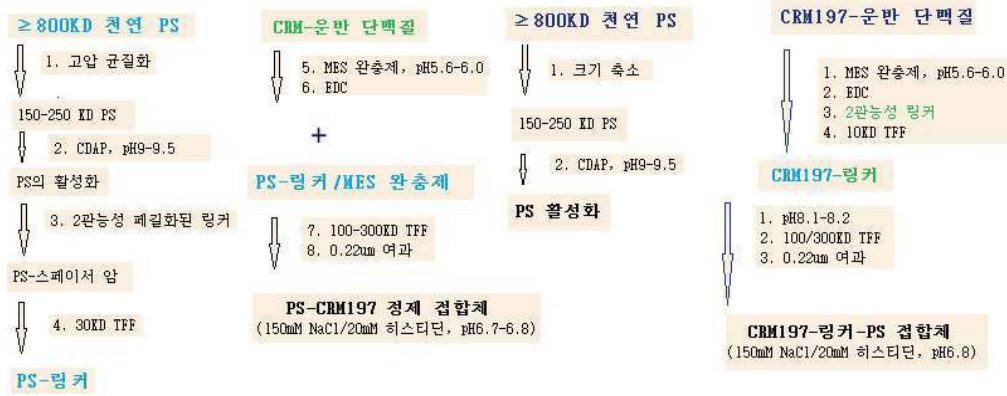 ≥800KD 천연 PS
1. 고압 균질화
150-250 KD PS
2. CDAP, pH9-9.5
PS의 활성화
3. 2관능성 페길화된 링커
PS-스페이서 암
4. 30KD TFF
PS-링커
CRM-운반 단백질
5. MES 완충제, pH5.6-6.0
6. EDC
+
PS-링커/MES 완충제
7. 100-300KD TFF
8. 0.22um 여과
PS-CRM197 정제 접합체
(150mM NaCl/20mM 히스티딘, pH6.7-6.8)
≥800KD 천연 PS
1. 크기 축소
150-250 KD PS
2. CDAP, pH9-9.5
PS 활성화
CRM197-운반 단백질
1. MES 완충제, pH5.6-6.0
2. EDC
3. 2관능성 링커
4. 10KD TFF
CRM197-링커
1. pH8.1-8.2
2. 100/300KD TFF
3. 0.22um 여과
CRM197-링커-PS 접합체
(150mM NaCl/20mM 히스티딘, pH6.8)